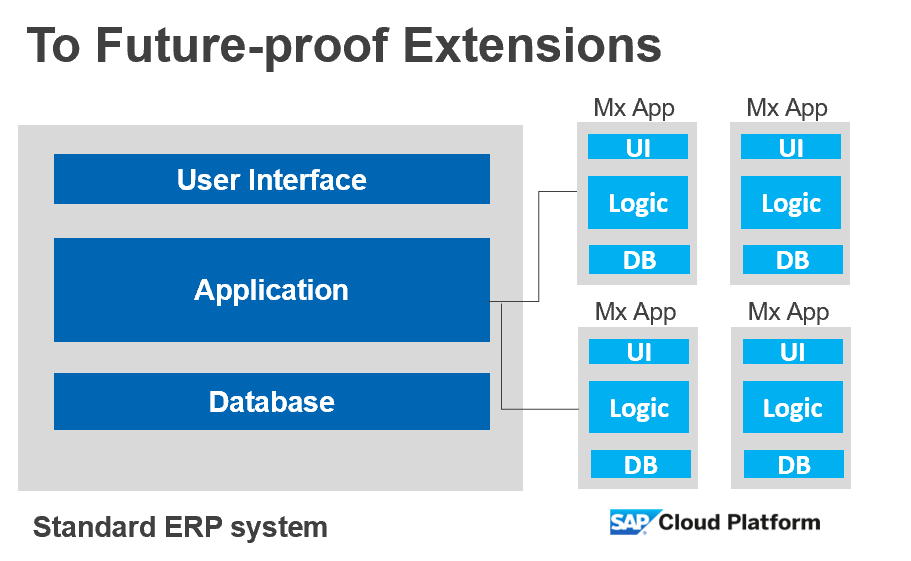 To Future-proof Extensions
User Interface
Application
Database
Standard ERP system
Mx App
UI
Logic
DB
Mx App
UI
Logic
DB
Mx App
UI
Logic
DB
Mx App
UI
Logic
DB
SAP Cloud Platform